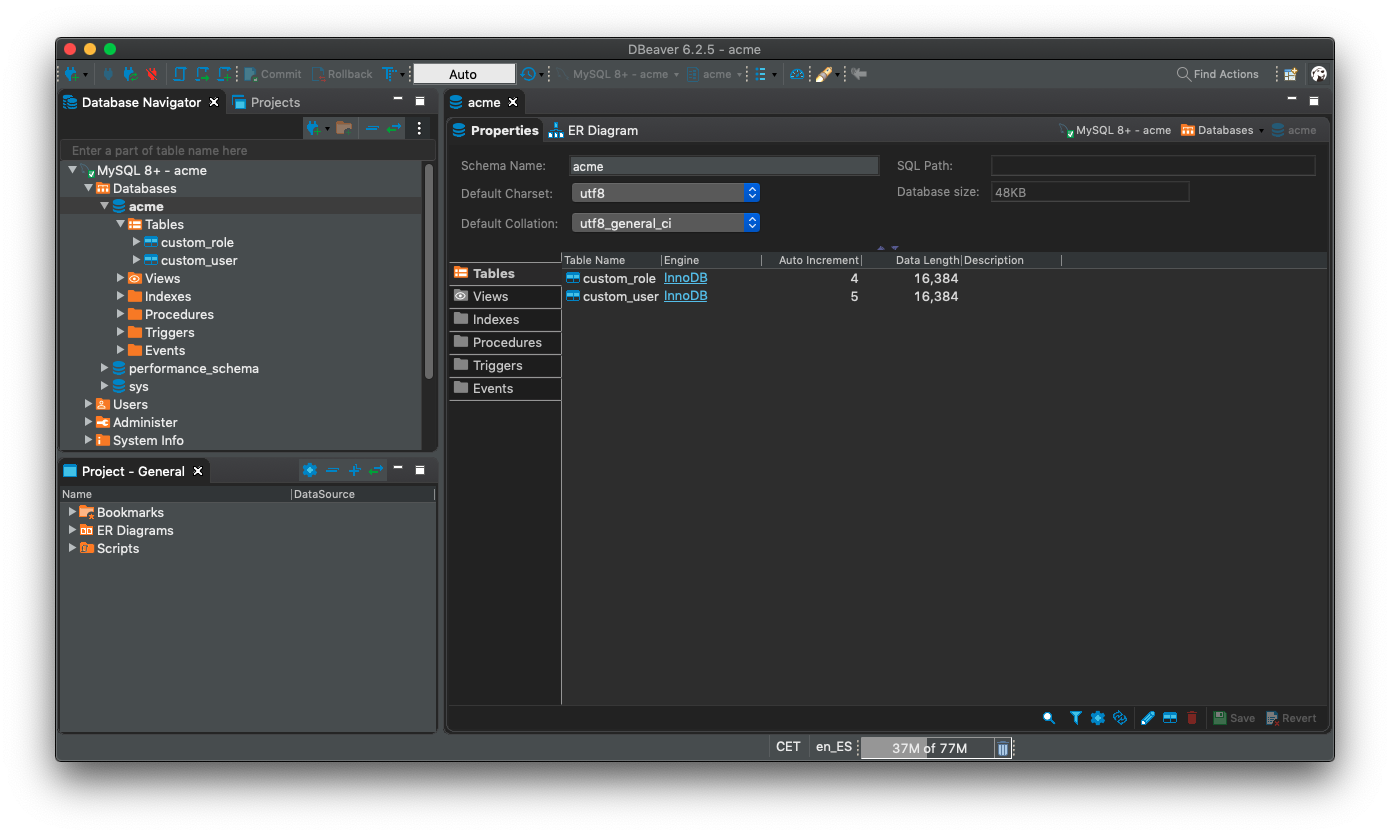 DBeaver 6.2.5 - acme
Commit Rollback Auto MySQL 8+ - acme acme Find Actions
Database Navigator Projects
Enter a part of table name here
MySQL 8+ - acme
Databases
acme
Tables
custom_role
custom_user
Views
Indexes
Procedures
Triggers
Events
performance_schema
sys
Users
Administer
System Info
Project - General
Name DataSource
Bookmarks
ER Diagrams
Scripts
acme
Properties ER Diagram MySQL 8+ - acme Databases acme
Schema Name: acme SQL Path:
Default Charset: utf8 Database size: 48KB
Default Collation: utf8_general_ci
Tables
Views
Indexes
Procedures
Triggers
Events
Table Name Engine Auto Increment Data Length Description
custom_role InnoDB 4 16,384
custom_user InnoDB 5 16,384
Save Revert
CET en_ES 37M of 77M